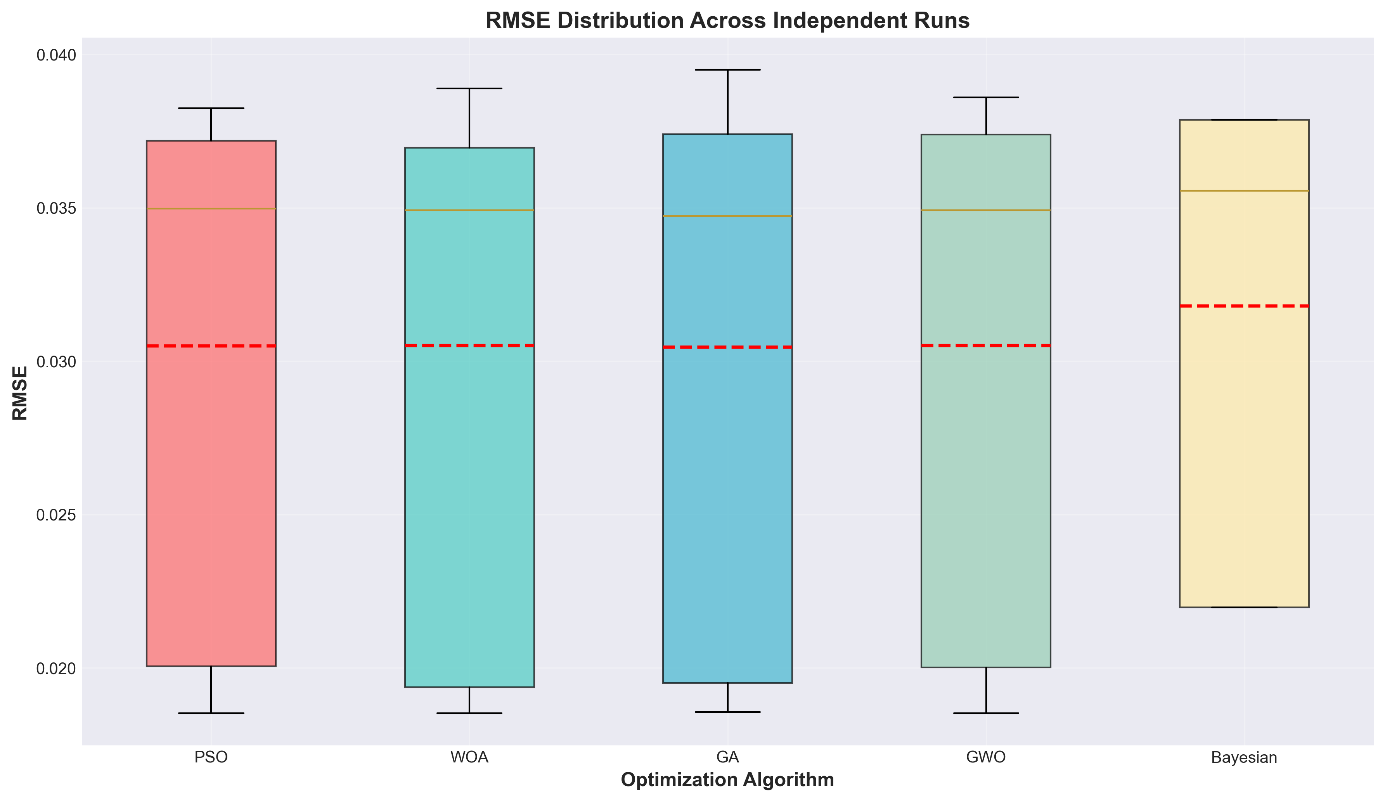 RMSE Distribution Across Independent Runs
0.040
0.035
0.030
0.025
0.020
RMSE
PSO WOA GA GWO Bayesian
Optimization Algorithm